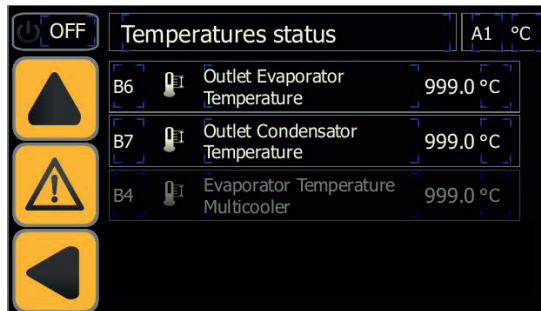 OFF Temperatures status A1 °C
B6 Outlet Evaporator Temperature 999.0 °C
B7 Outlet Condensator Temperature 999.0 °C
B4 Evaporator Temperature Multicooler 999.0 °C